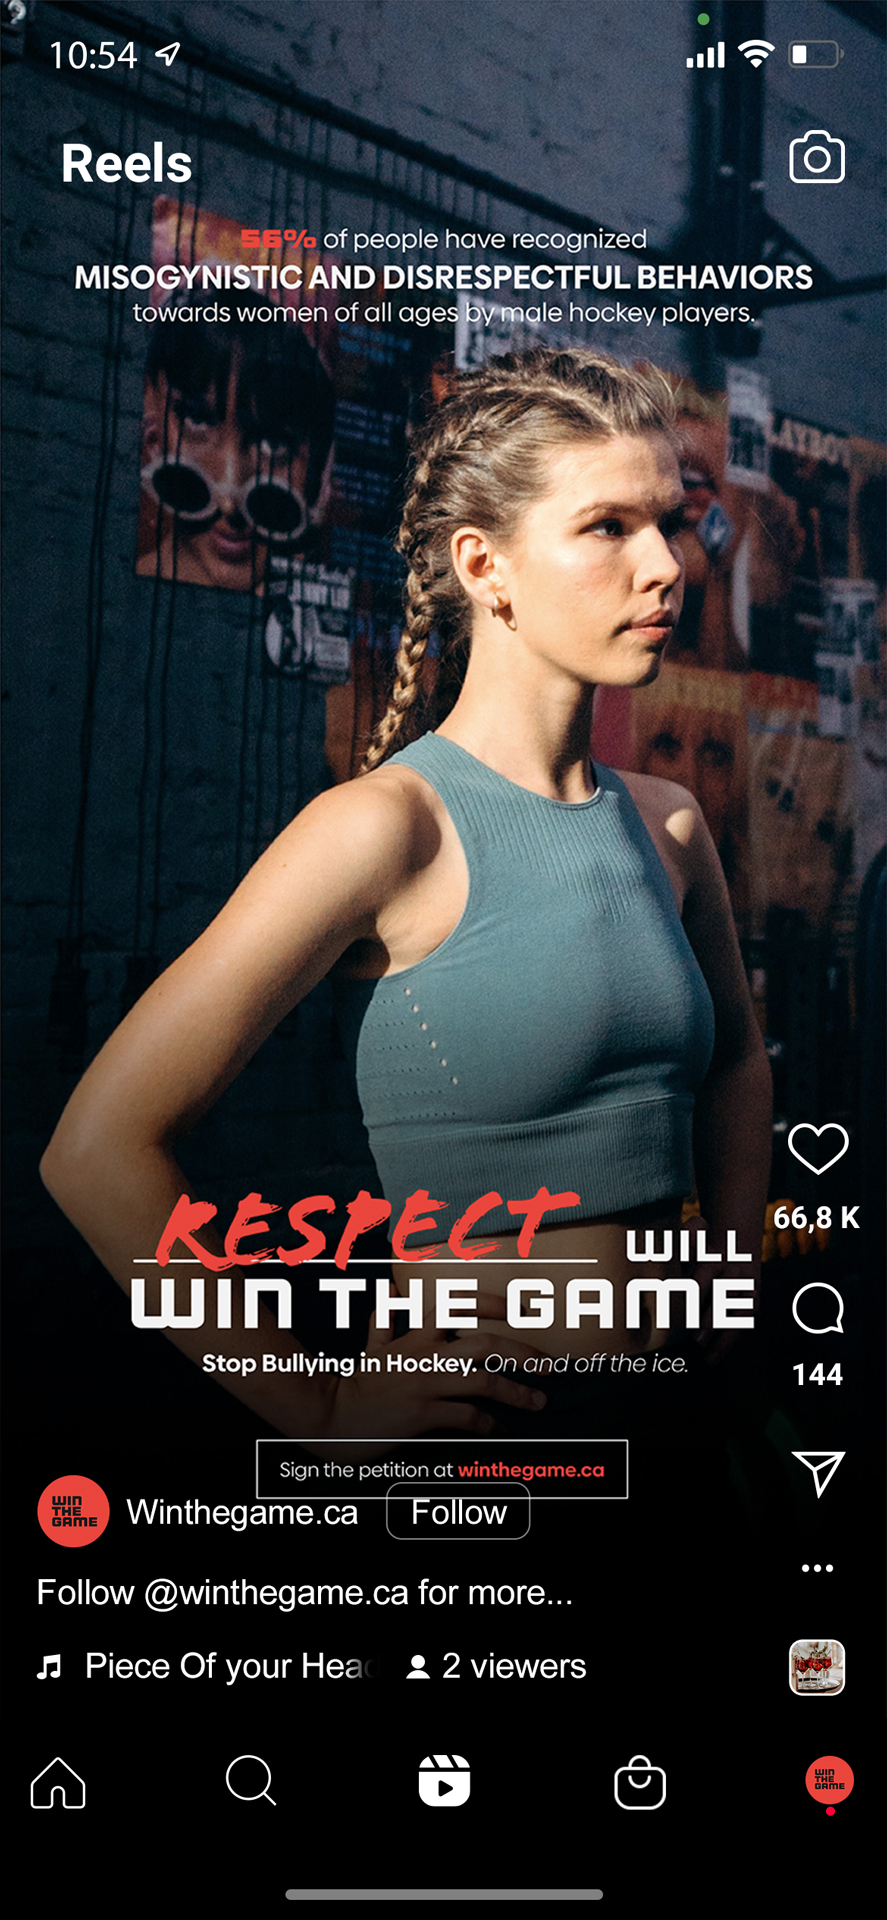 10:54
Reels
56% of people have recognized
MISOGYNISTIC AND DISRESPECTFUL BEHAVIORS
towards women of all ages by male hockey players.
LAYBOY
RESPECT WILL
WIN THE GAME
Stop Bullying in Hockey. On and off the ice.
Sign the petition at winthegame.ca
66,8 K
144
WIN
THE
GAME
Winthegame.ca
Follow
Follow @winthegame.ca for more...
Piece Of your Head
2 viewers
WIN
THE
GAME